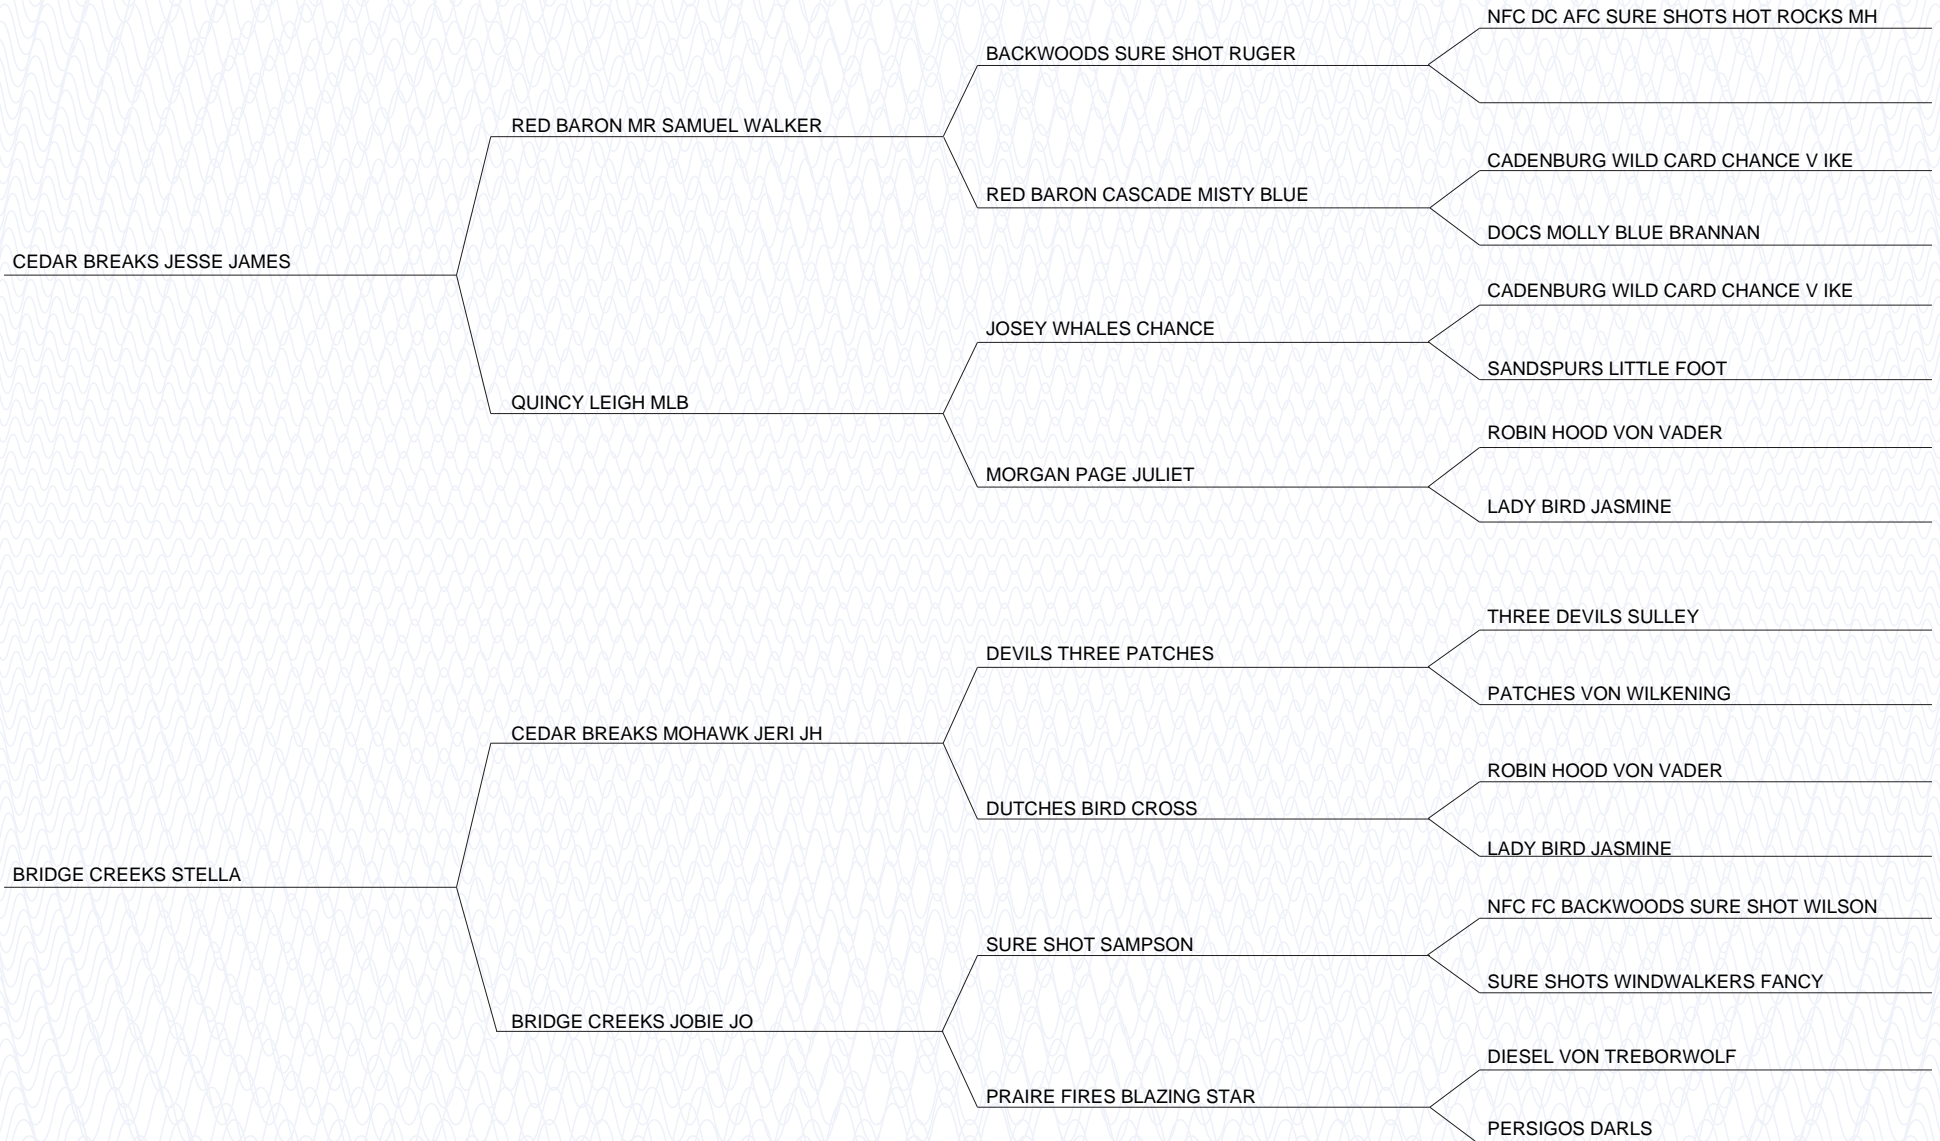 NFC DC AFC SURE SHOTS HOT ROCKS MH
BACKWOODS SURE SHOT RUGER
RED BARON MR SAMUEL WALKER
CADENBURG WILD CARD CHANCE V IKE
RED BARON CASCADE MISTY BLUE
DOCS MOLLY BLUE BRANNAN
CEDAR BREAKS JESSE JAMES
CADENBURG WILD CARD CHANCE V IKE
JOSEY WHALES CHANCE
SANDSPURS LITTLE FOOT
QUINCY LEIGH MLB
ROBIN HOOD VON VADER
MORGAN PAGE JULIET
LADY BIRD JASMINE
THREE DEVILS SULLEY
DEVILS THREE PATCHES
PATCHES VON WILKENING
CEDAR BREAKS MOHAWK JERI JH
ROBIN HOOD VON VADER
DUTCHES BIRD CROSS
LADY BIRD JASMINE
BRIDGE CREEKS STELLA
NFC FC BACKWOODS SURE SHOT WILSON
SURE SHOT SAMPSON
SURE SHOTS WINDWALKERS FANCY
BRIDGE CREEKS JOBIE JO
DIESEL VON TREBORWOLF
PRAIRE FIRES BLAZING STAR
PERSIGOS DARLS